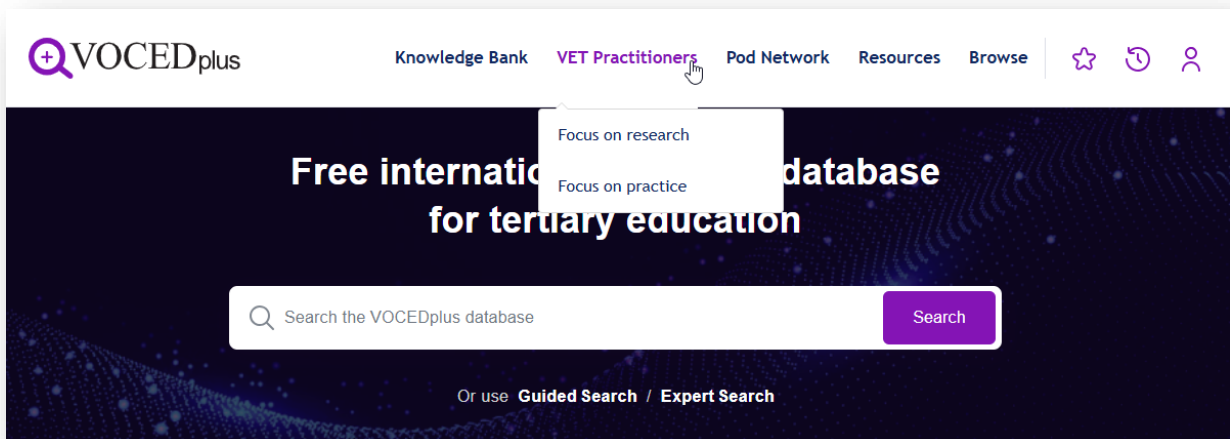 VOCEDplus
Knowledge Bank VET Practitioners Pod Network Resources Browse
Focus on research
Focus on practice
Free internatio database
for tertiary education
Search the VOCEDplus database
Search
Or use Guided Search / Expert Search